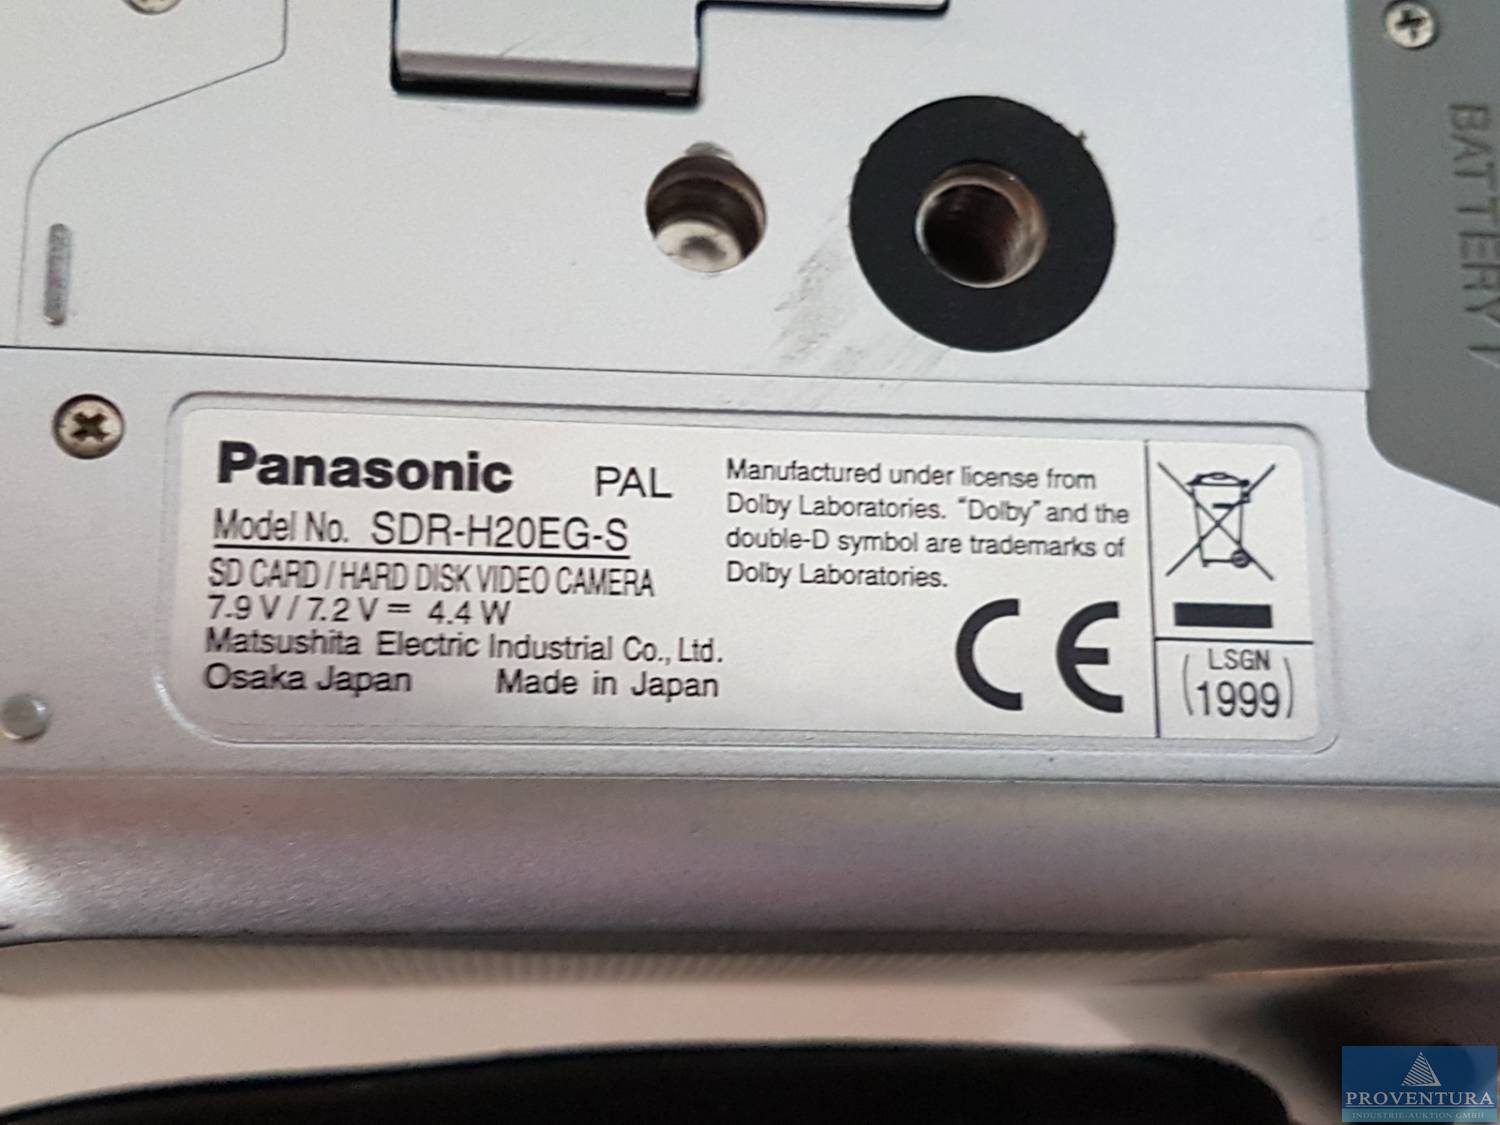 BATTERY
Panasonic PAL
Model No. SDR-H20EG-S
SD CARD / HARD DISK VIDEO CAMERA
7.9 V / 7.2 V ⎓ 4.4 W
Matsushita Electric Industrial Co., Ltd.
Osaka Japan Made in Japan
Manufactured under license from
Dolby Laboratories. "Dolby" and the
double-D symbol are trademarks of
Dolby Laboratories.
CE
LSGN
(1999)
PROVENTURA
INDUSTRIE-AUKTION GMBH